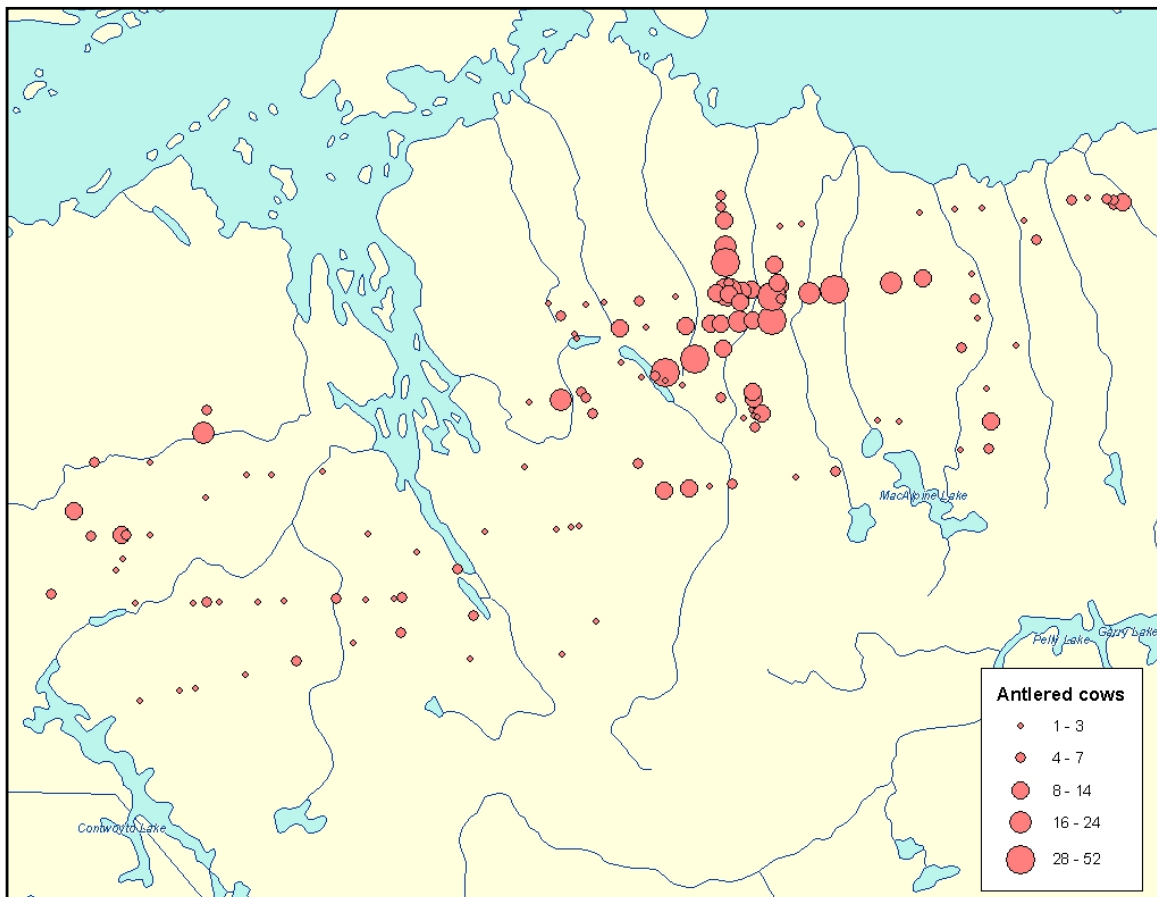 MacAlpine Lake
Pelly Lake
Garry Lake
Contwoyto Lake
Antlered cows
1 - 3
4 - 7
8 - 14
16 - 24
28 - 52